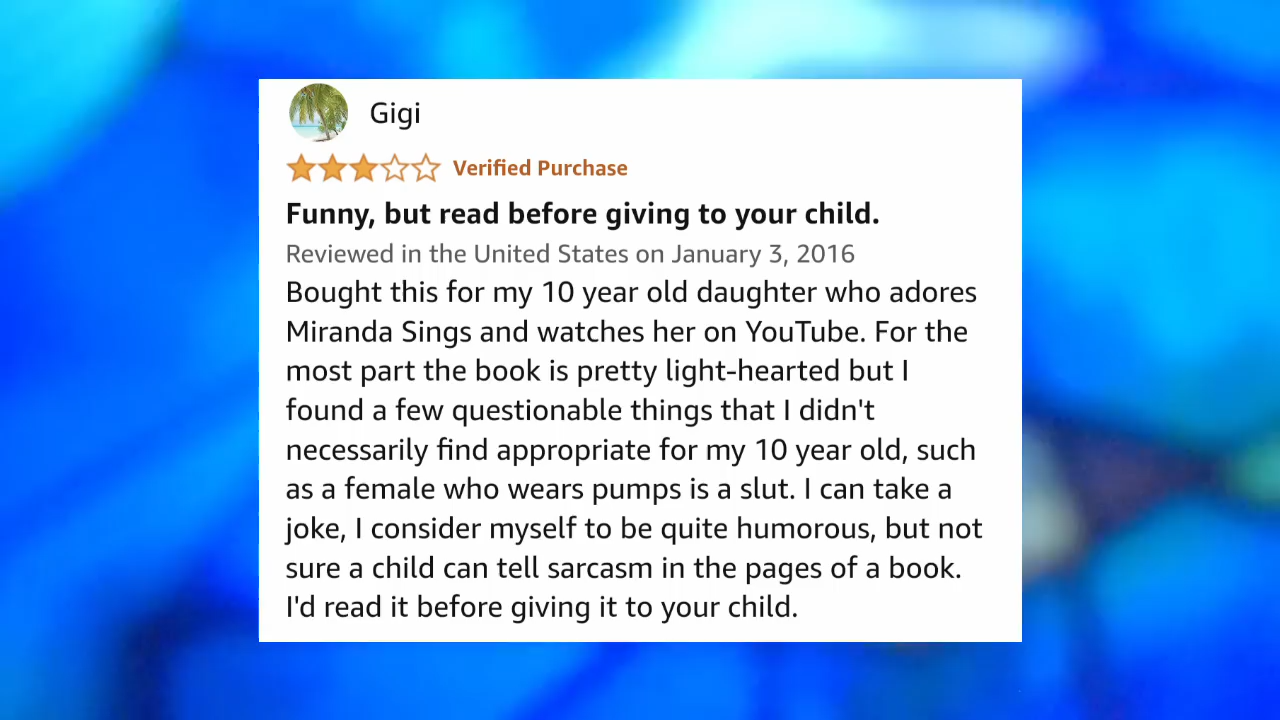 Gigi
Verified Purchase
Funny, but read before giving to your child.
Reviewed in the United States on January 3, 2016
Bought this for my 10 year old daughter who adores
Miranda Sings and watches her on YouTube. For the
most part the book is pretty light-hearted but I
found a few questionable things that I didn't
necessarily find appropriate for my 10 year old, such
as a female who wears pumps is a slut. I can take a
joke, I consider myself to be quite humorous, but not
sure a child can tell sarcasm in the pages of a book.
I'd read it before giving it to your child.